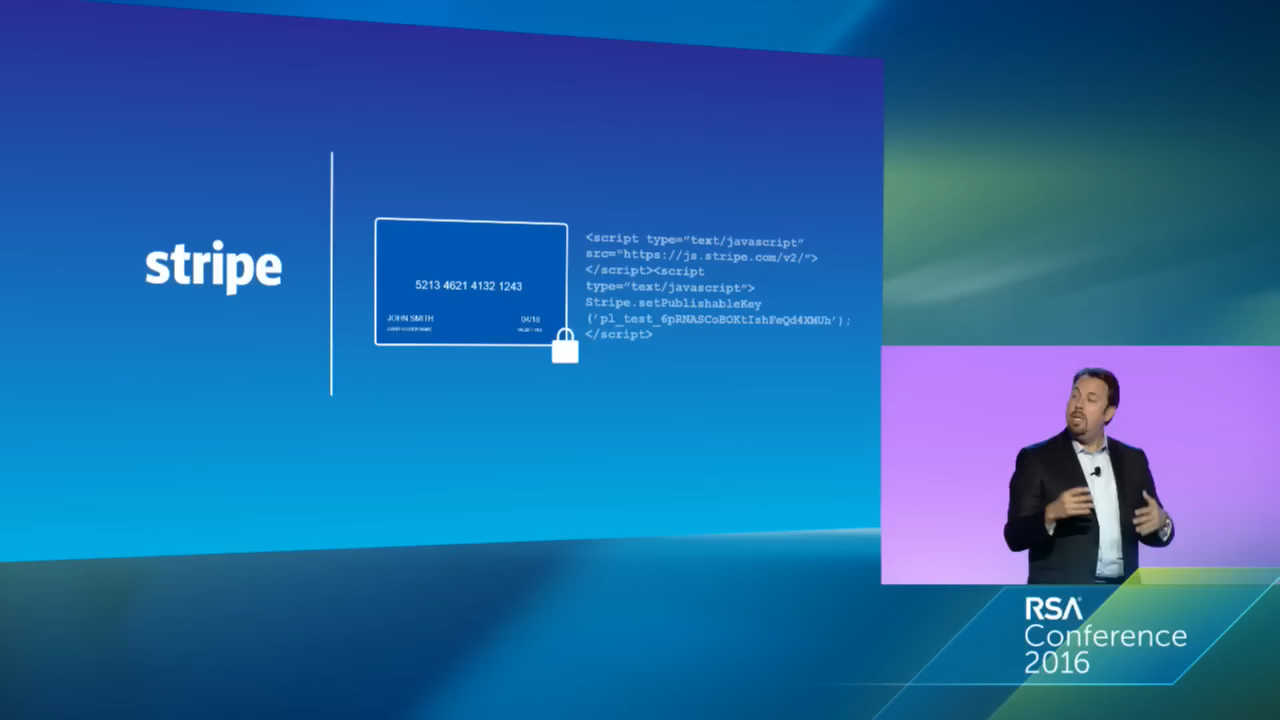 stripe
5213 4621 4132 1243
JOHN SMITH
04/18
<script type="text/javascript"
src="https://js.stripe.com/v2/">
</script><script
type="text/javascript">
Stripe.setPublishableKey
('pl_test_6pRNASCoBOKtIshFeQd4XMUh');
</script>
RSA
Conference
2016